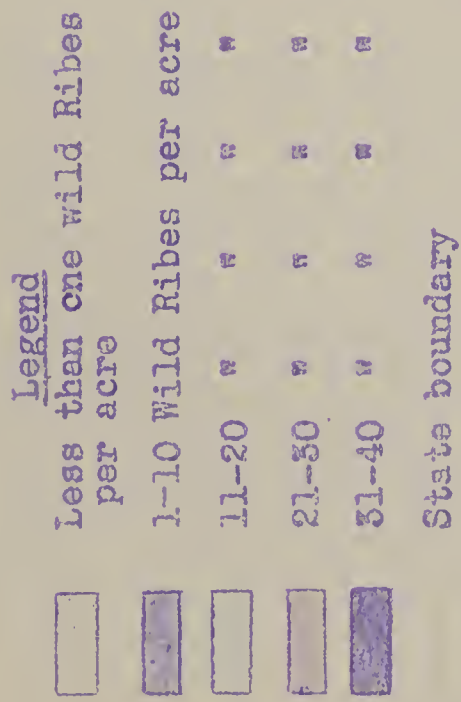 Legend
Less than one wild Ribes
per acre
1-10 Wild Ribes per acre
11-20 " " " "
21-30 " " " "
31-40 " " " "
State boundary